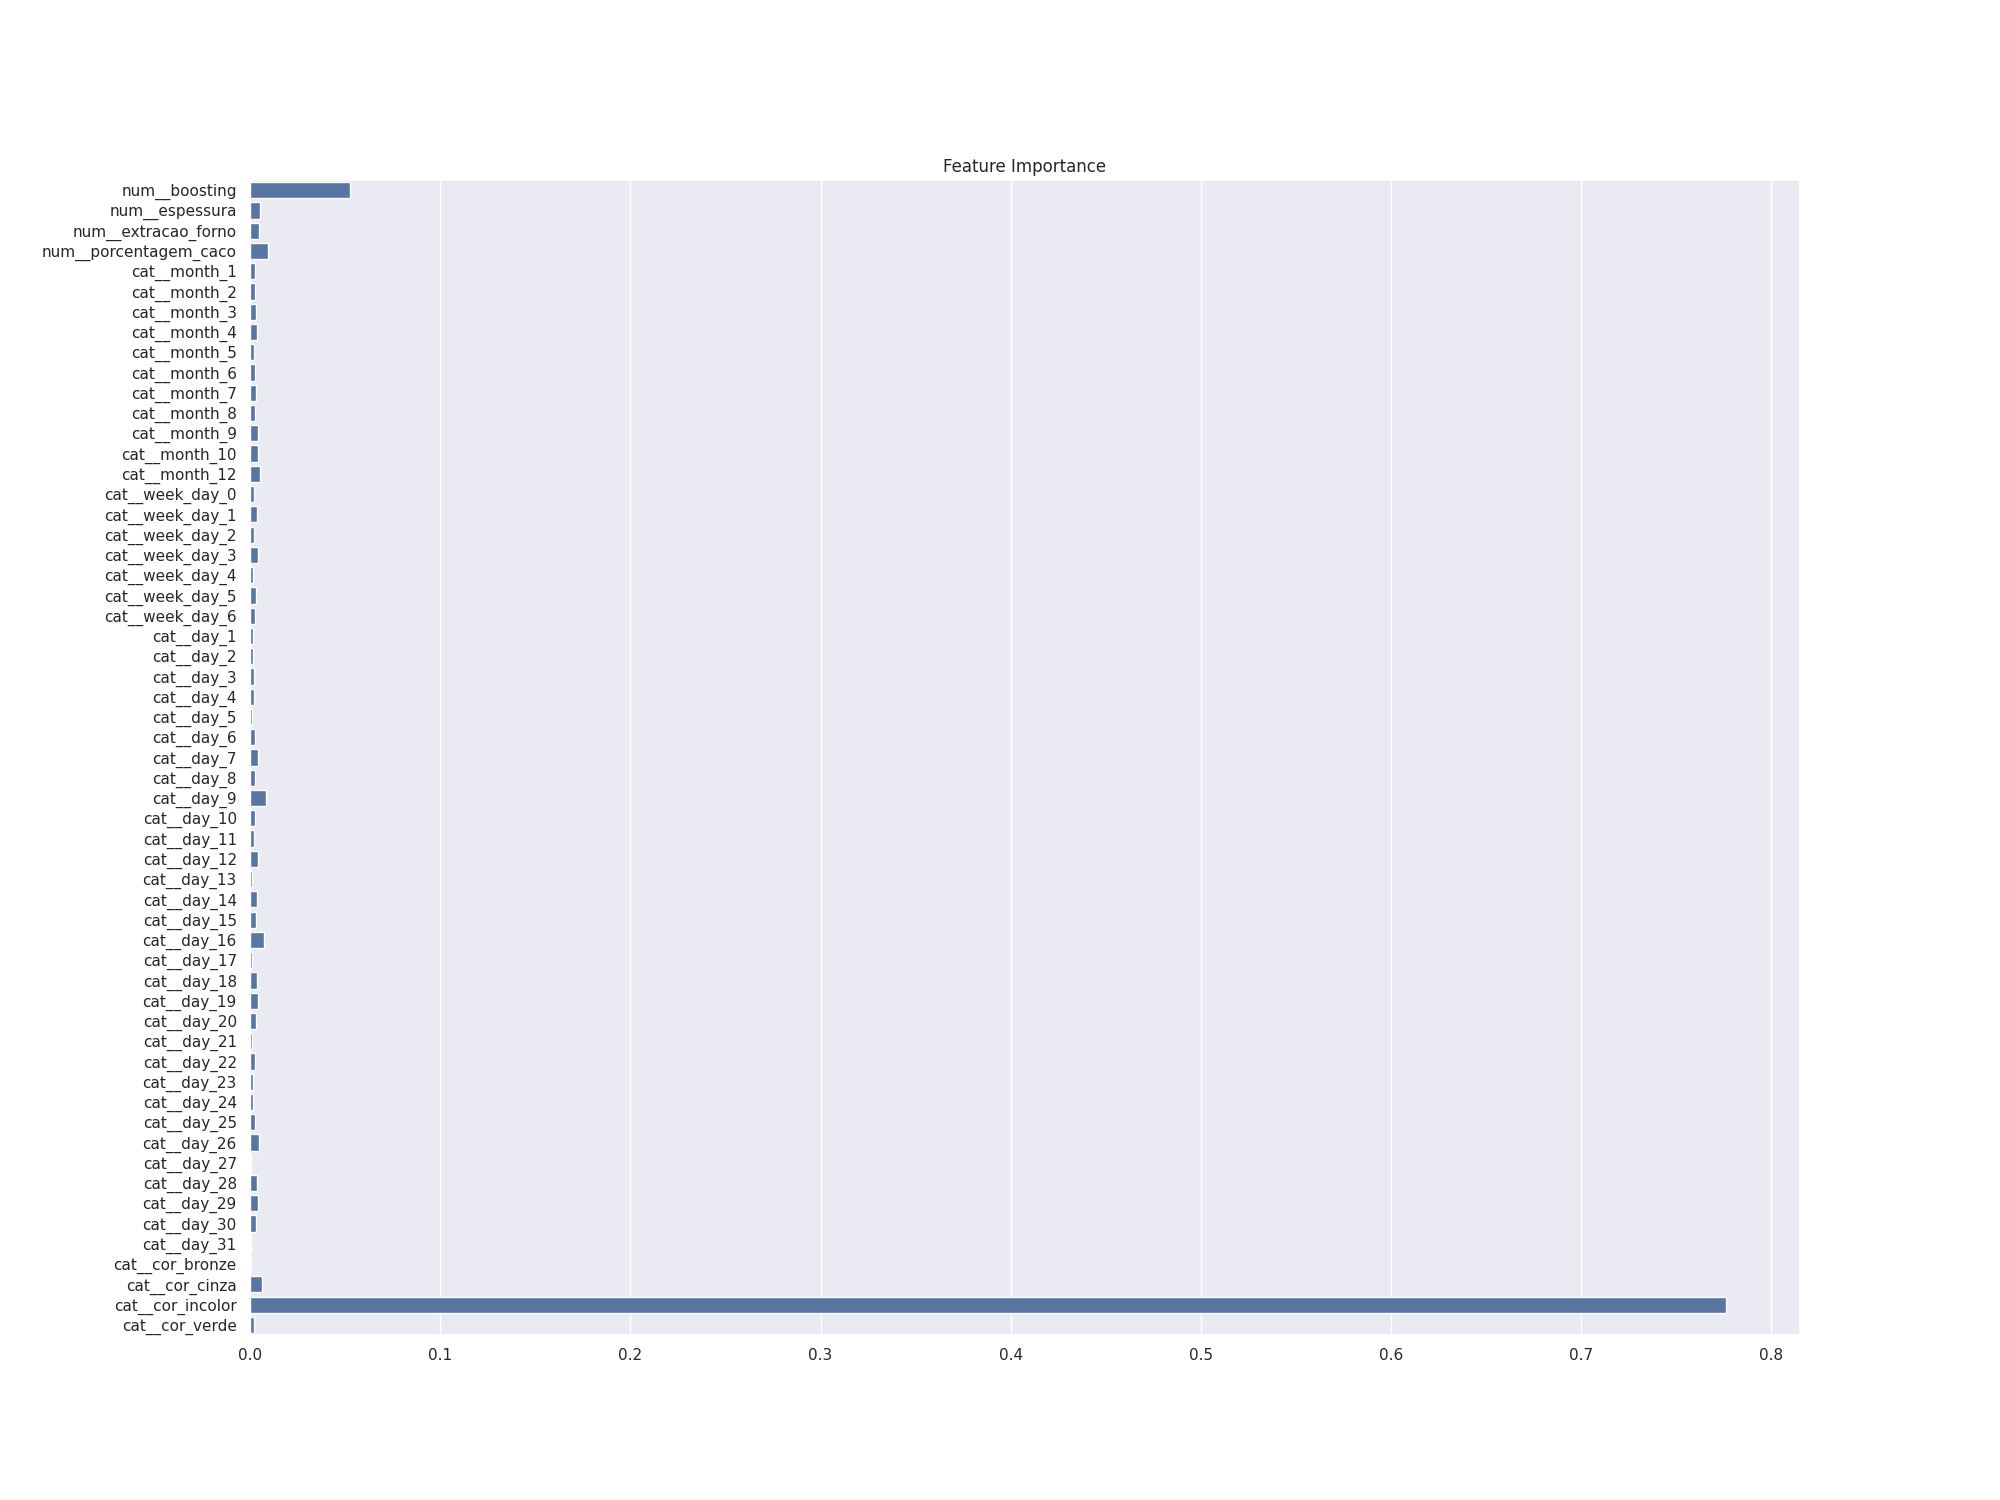 Feature Importance
num__boosting
num__espessura
num__extracao_forno
num__porcentagem_caco
cat__month_1
cat__month_2
cat__month_3
cat__month_4
cat__month_5
cat__month_6
cat__month_7
cat__month_8
cat__month_9
cat__month_10
cat__month_12
cat__week_day_0
cat__week_day_1
cat__week_day_2
cat__week_day_3
cat__week_day_4
cat__week_day_5
cat__week_day_6
cat__day_1
cat__day_2
cat__day_3
cat__day_4
cat__day_5
cat__day_6
cat__day_7
cat__day_8
cat__day_9
cat__day_10
cat__day_11
cat__day_12
cat__day_13
cat__day_14
cat__day_15
cat__day_16
cat__day_17
cat__day_18
cat__day_19
cat__day_20
cat__day_21
cat__day_22
cat__day_23
cat__day_24
cat__day_25
cat__day_26
cat__day_27
cat__day_28
cat__day_29
cat__day_30
cat__day_31
cat__cor_bronze
cat__cor_cinza
cat__cor_incolor
cat__cor_verde
0.0 0.1 0.2 0.3 0.4 0.5 0.6 0.7 0.8